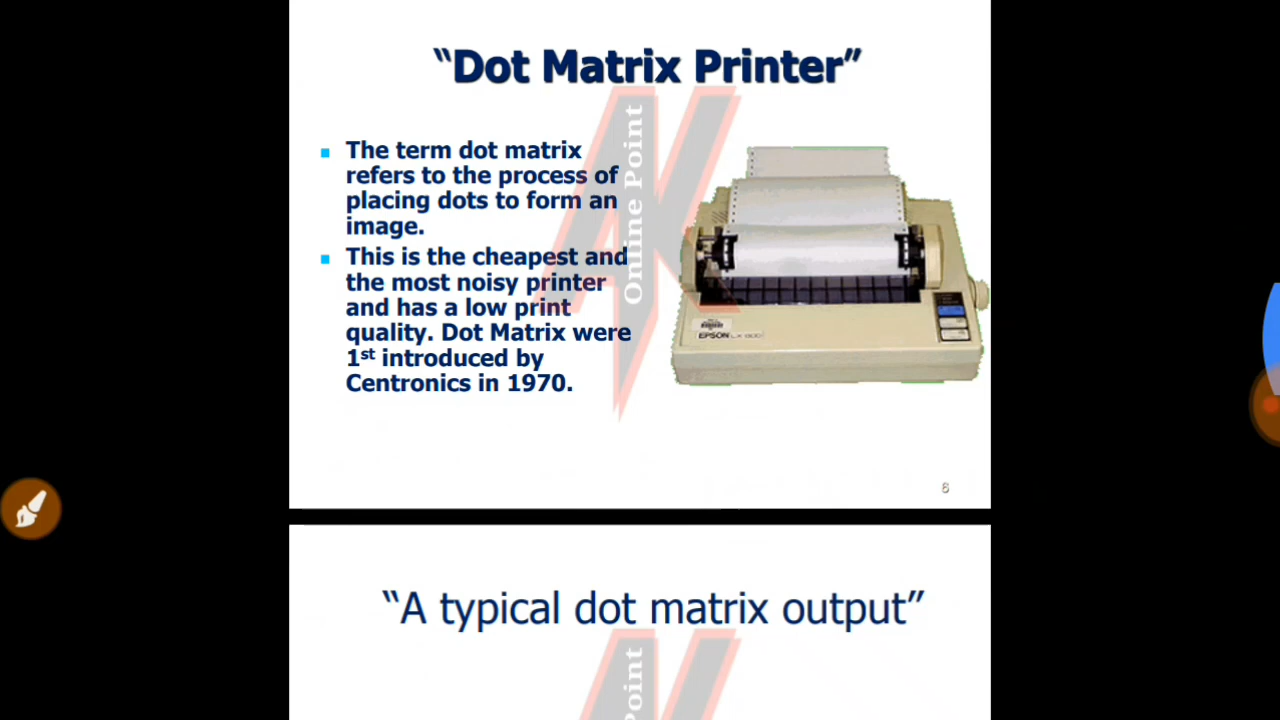 “Dot Matrix Printer”
The term dot matrix
refers to the process of
placing dots to form an
image.
This is the cheapest and
the most noisy printer
and has a low print
quality. Dot Matrix were
1st introduced by
Centronics in 1970.
Online Point
EPSON
6
“A typical dot matrix output”
Point